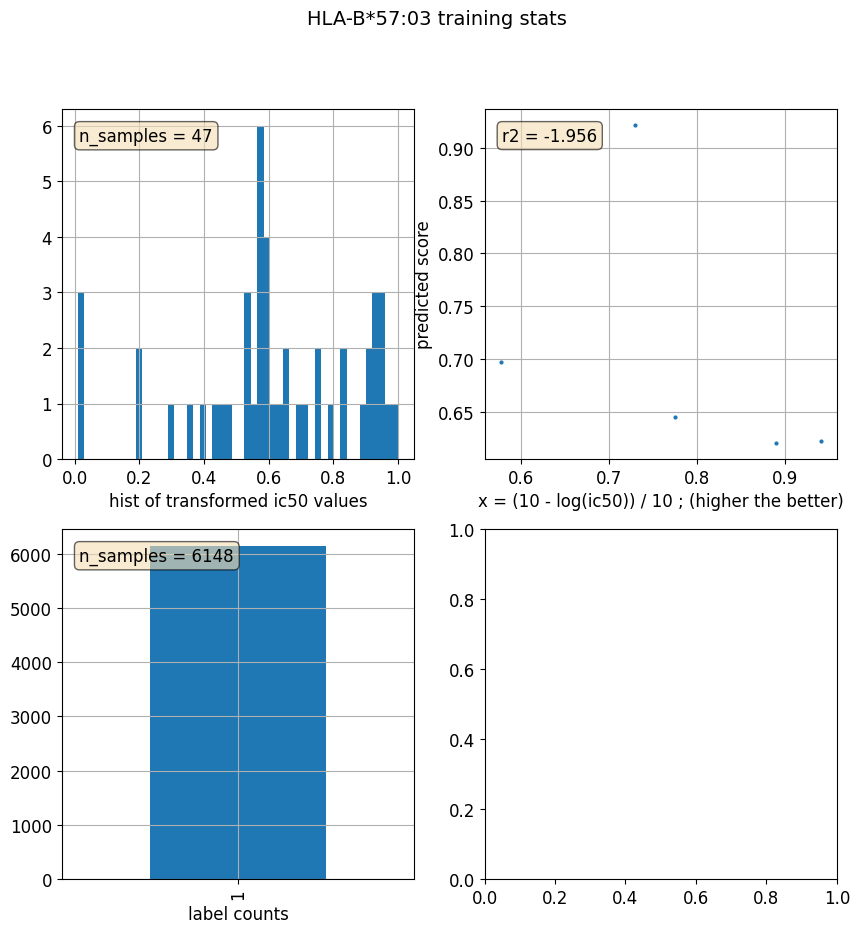 HLA-B*57:03 training stats
n_samples = 47
6
5
4
3
2
1
0
0.0 0.2 0.4 0.6 0.8 1.0
hist of transformed ic50 values
r2 = -1.956
predicted score
0.90
0.85
0.80
0.75
0.70
0.65
0.6 0.7 0.8 0.9
x = (10 - log(ic50)) / 10 ; (higher the better)
n_samples = 6148
6000
5000
4000
3000
2000
1000
0
1
label counts
1.0
0.8
0.6
0.4
0.2
0.0
0.0 0.2 0.4 0.6 0.8 1.0